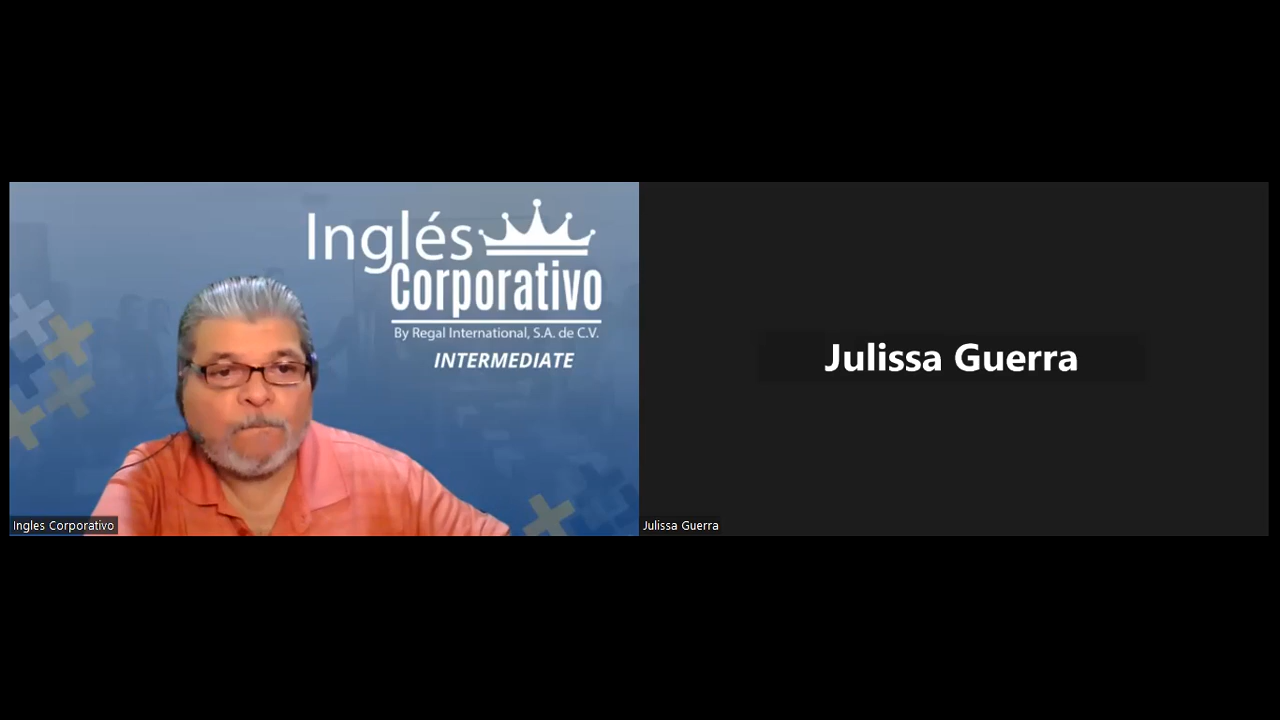 Inglés
Corporativo
By Regal International, S.A. de C.V.
INTERMEDIATE
Ingles Corporativo
Julissa Guerra
Julissa Guerra